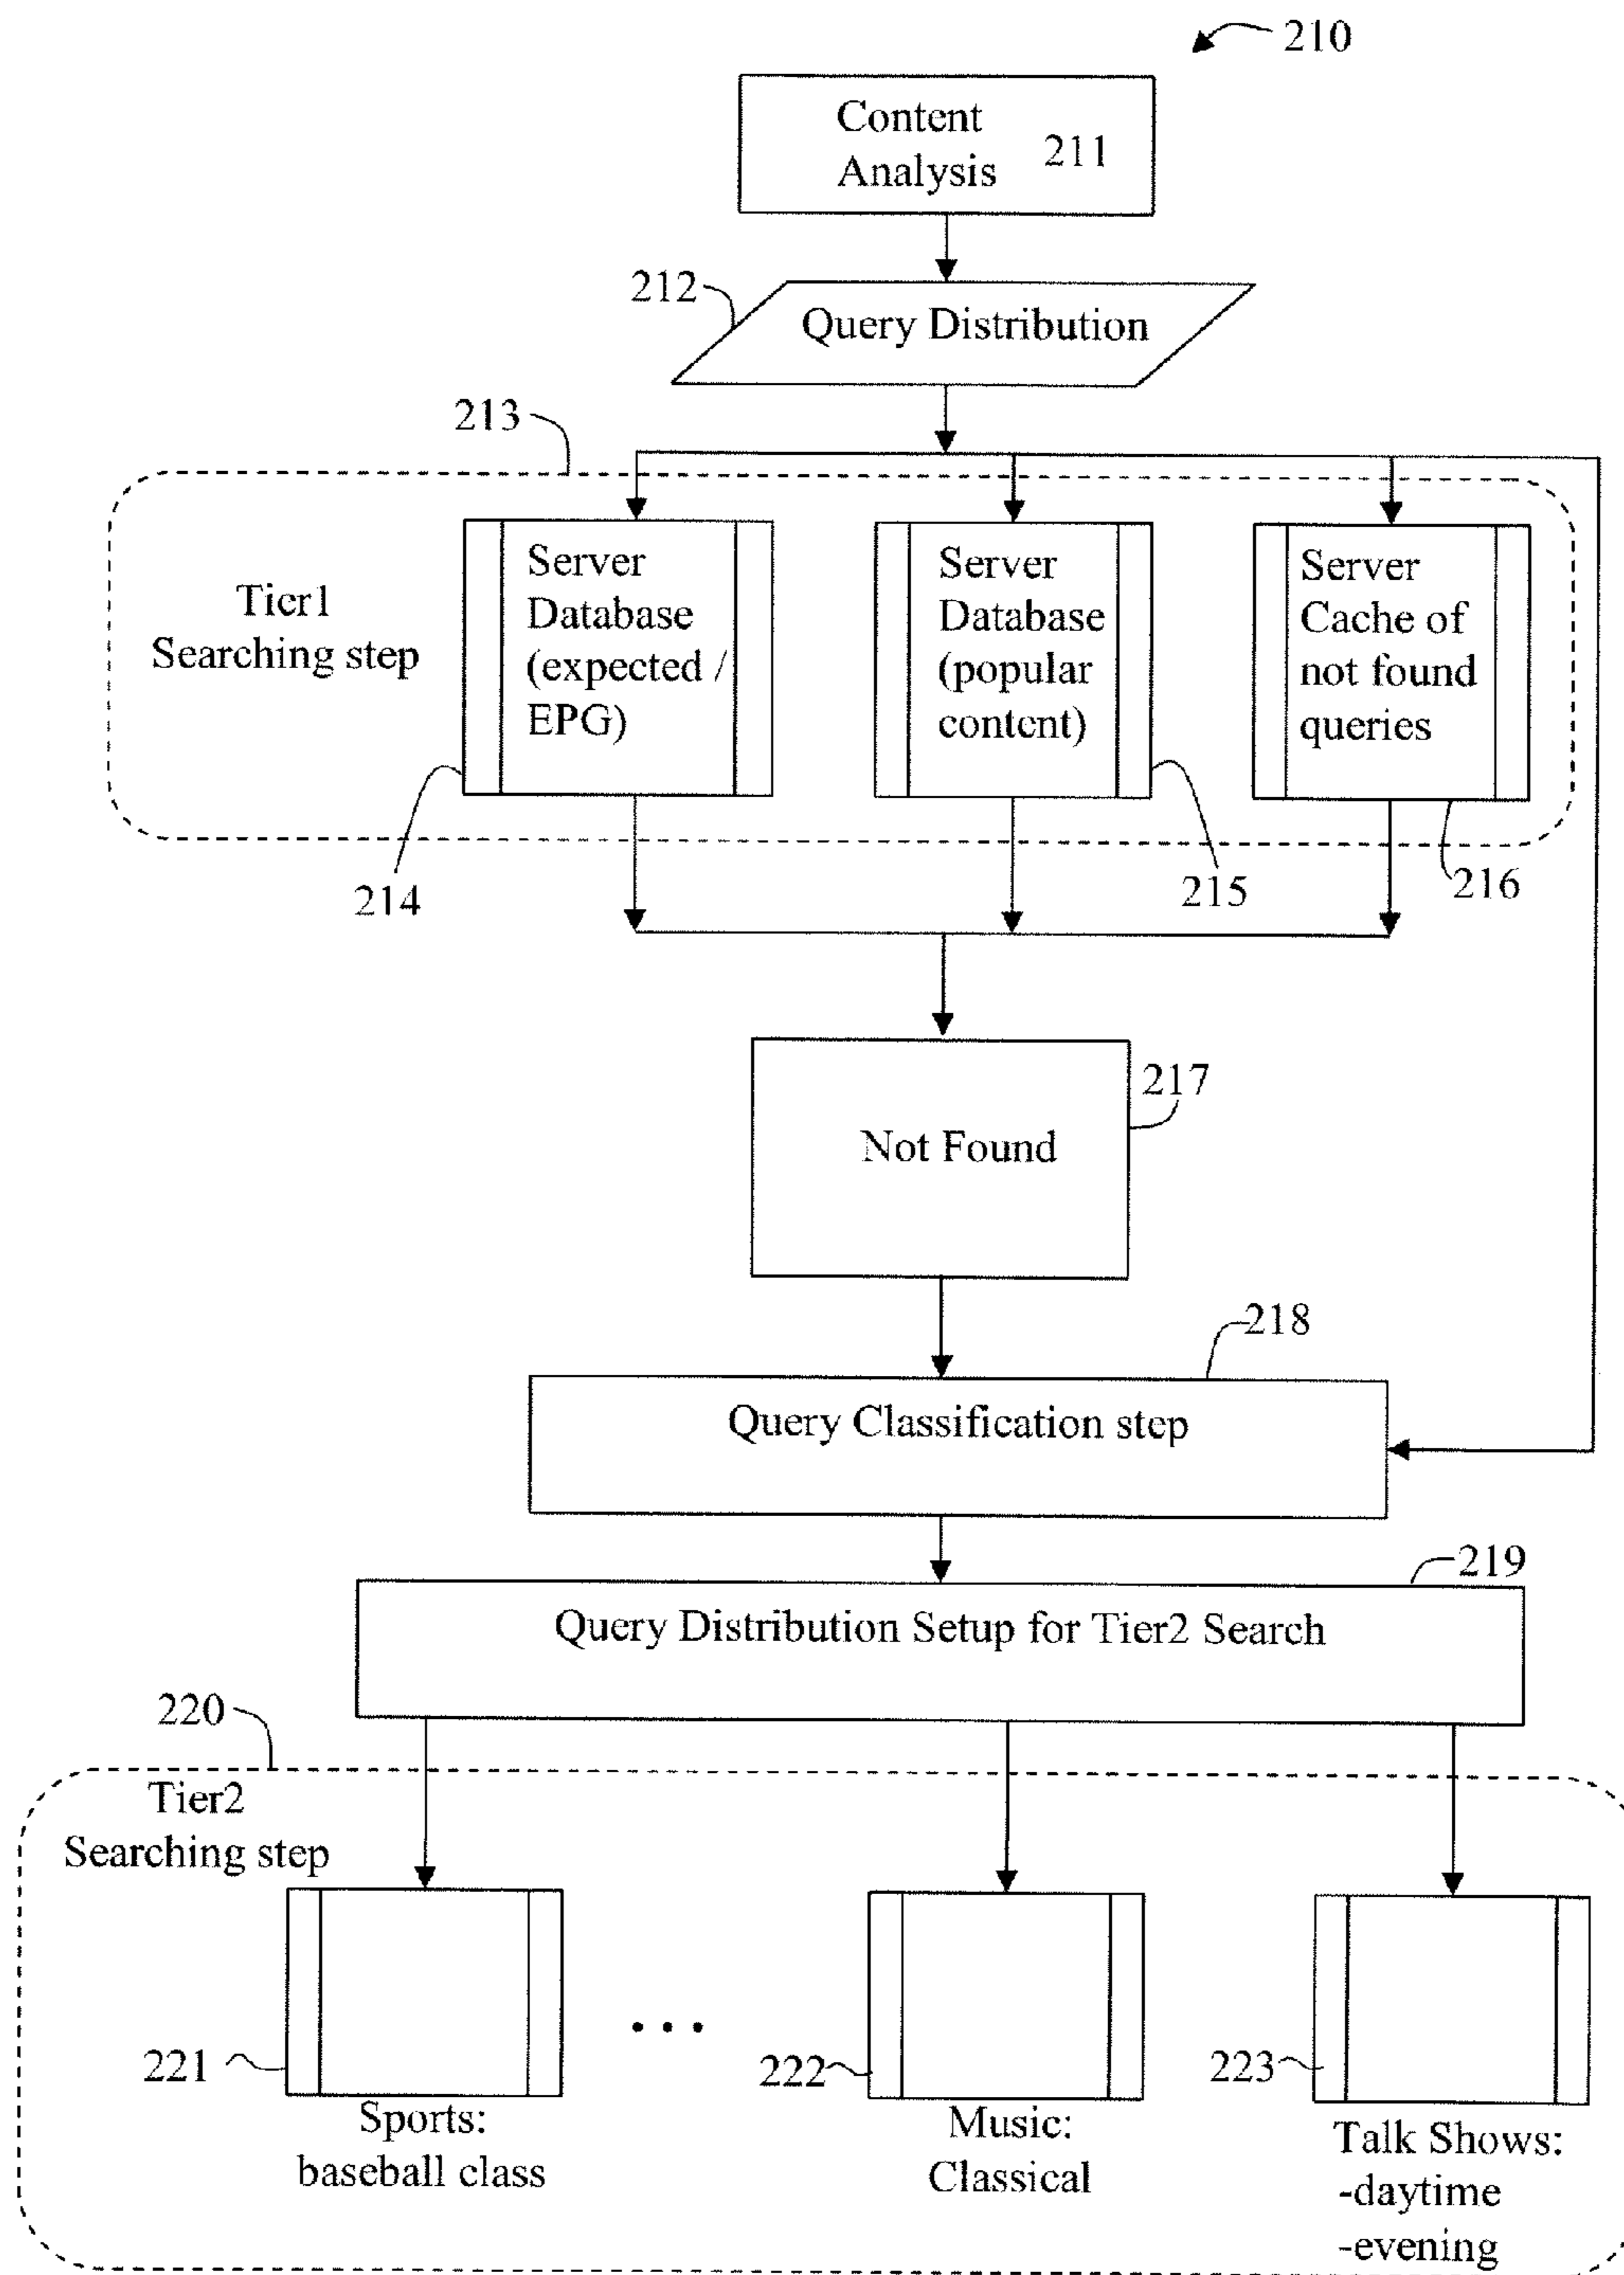 210
Content
Analysis
211
212
Query Distribution
213
Tier1
Searching step
Server
Database
(expected /
EPG)
Server
Database
(popular
content)
Server
Cache of
not found
queries
214
215
216
217
Not Found
218
Query Classification step
219
Query Distribution Setup for Tier2 Search
220
Tier2
Searching step
...
221
222
223
Sports:
baseball class
Music:
Classical
Talk Shows:
-daytime
-evening